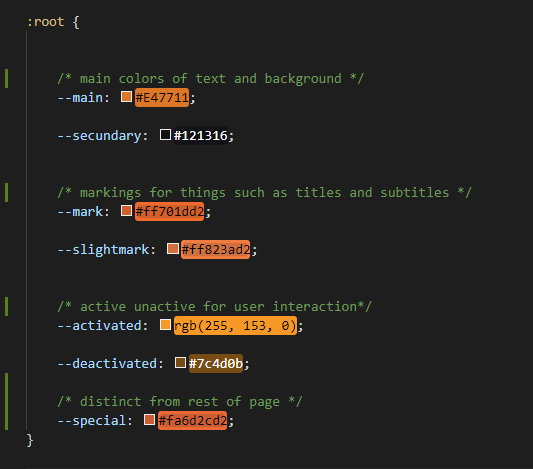 :root {
/* main colors of text and background */
--main: #E47711;
--secundary: #121316;
/* markings for things such as titles and subtitles */
--mark: #ff701dd2;
--slightmark: #ff823ad2;
/* active unactive for user interaction*/
--activated: rgb(255, 153, 0);
--deactivated: #7c4d0b;
/* distinct from rest of page */
--special: #fa6d2cd2;
}